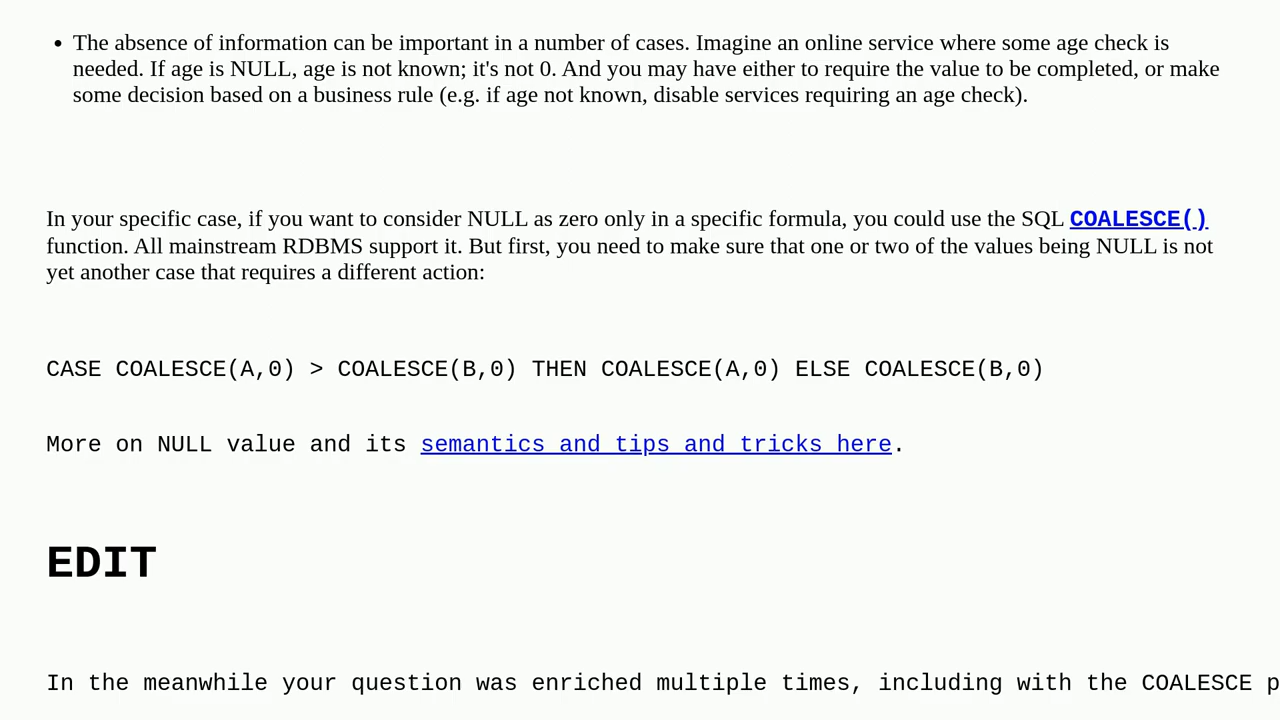 The absence of information can be important in a number of cases. Imagine an online service where some age check is
needed. If age is NULL, age is not known; it's not 0. And you may have either to require the value to be completed, or make
some decision based on a business rule (e.g. if age not known, disable services requiring an age check).
In your specific case, if you want to consider NULL as zero only in a specific formula, you could use the SQL COALESCE()
function. All mainstream RDBMS support it. But first, you need to make sure that one or two of the values being NULL is not
yet another case that requires a different action:
CASE COALESCE(A,0) > COALESCE(B,0) THEN COALESCE(A,0) ELSE COALESCE(B,0)
More on NULL value and its semantics and tips and tricks here.
EDIT
In the meanwhile your question was enriched multiple times, including with the COALESCE